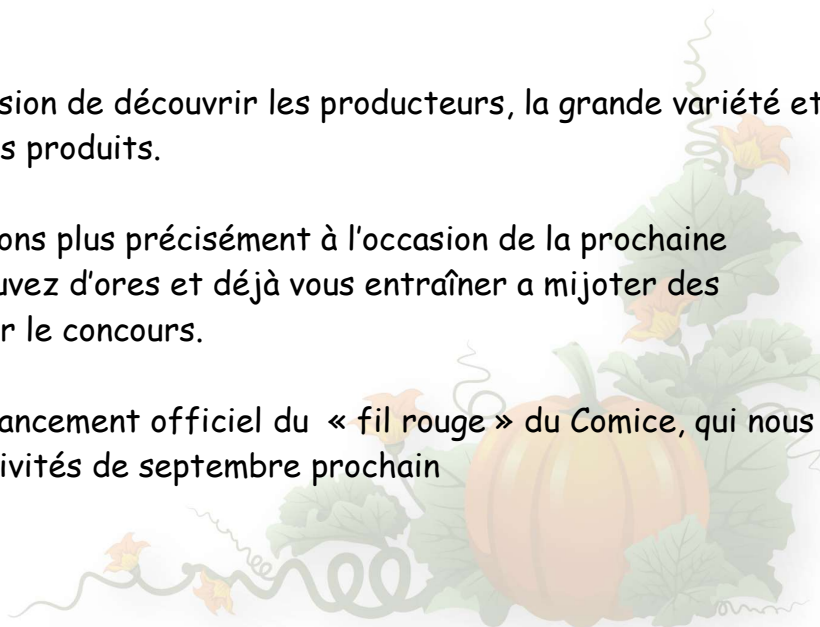 sion de découvrir les producteurs, la grande variété et
s produits.
ons plus précisément à l'occasion de la prochaine
uvez d'ores et déjà vous entraîner a mijoter des
r le concours.
ancement officiel du « fil rouge » du Comice, qui nous
ivités de septembre prochain